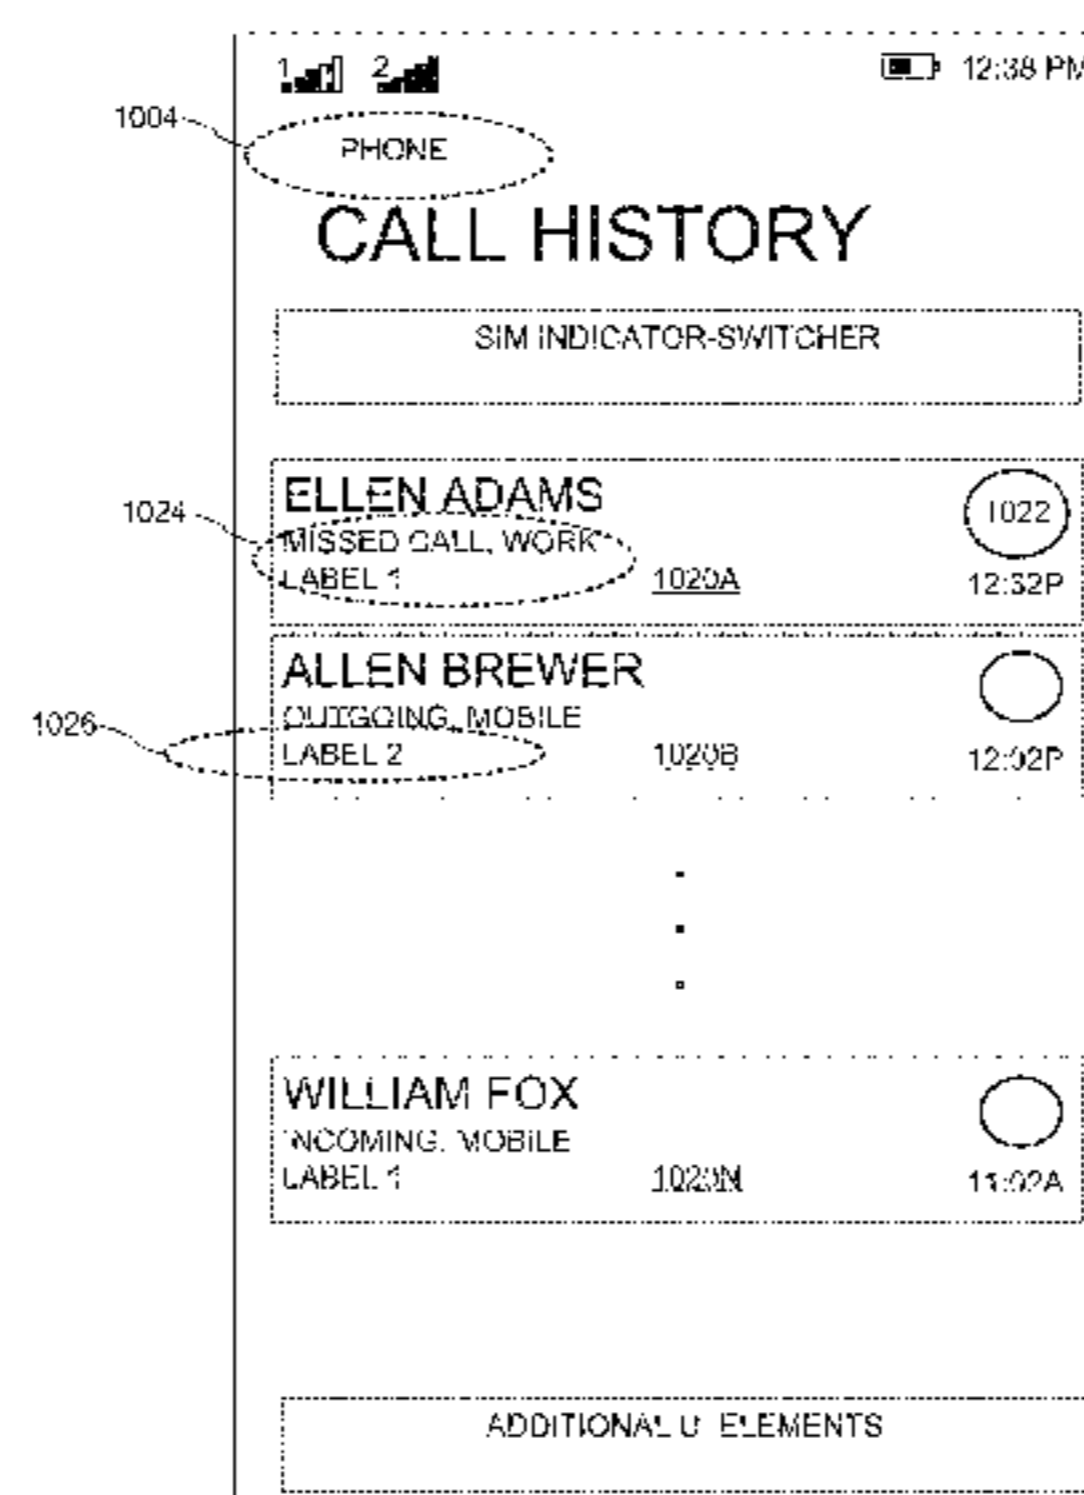 1 2 12:38 PM
1004
PHONE
CALL HISTORY
SIM INDICATOR-SWITCHER
ELLEN ADAMS 1022
1024
MISSED CALL, WORK
LABEL 1 1020A 12:32P
ALLEN BREWER
1026
OUTGOING, MOBILE
LABEL 2 1020B 12:02P
WILLIAM FOX
INCOMING, MOBILE
LABEL 1 1020N 11:02A
ADDITIONAL UI ELEMENTS